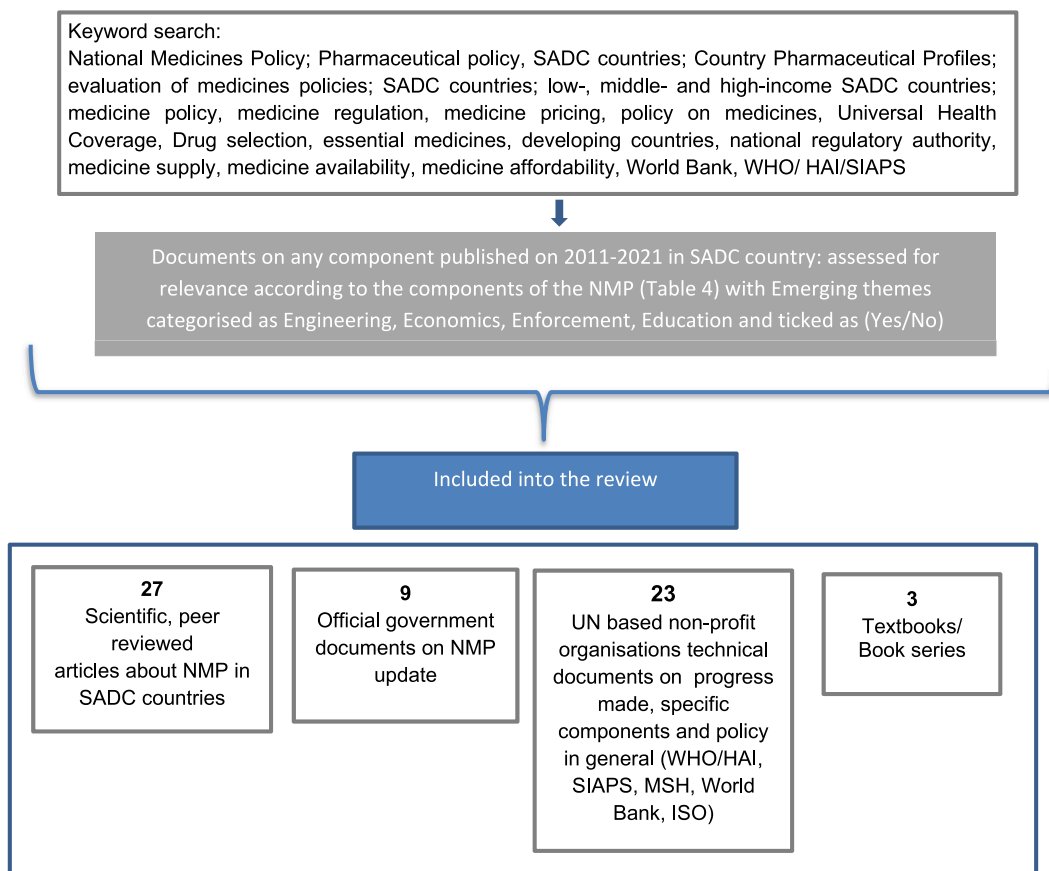 Keyword search:
National Medicines Policy; Pharmaceutical policy, SADC countries; Country Pharmaceutical Profiles;
evaluation of medicines policies; SADC countries; low-, middle- and high-income SADC countries;
medicine policy, medicine regulation, medicine pricing, policy on medicines, Universal Health
Coverage, Drug selection, essential medicines, developing countries, national regulatory authority,
medicine supply, medicine availability, medicine affordability, World Bank, WHO/ HAI/SIAPS
Documents on any component published on 2011-2021 in SADC country: assessed for
relevance according to the components of the NMP (Table 4) with Emerging themes
categorised as Engineering, Economics, Enforcement, Education and ticked as (Yes/No)
Included into the review
27
Scientific, peer
reviewed
articles about NMP in
SADC countries
9
Official government
documents on NMP
update
23
UN based non-profit
organisations technical
documents on progress
made, specific
components and policy
in general (WHO/HAI,
SIAPS, MSH, World
Bank, ISO)
3
Textbooks/
Book series